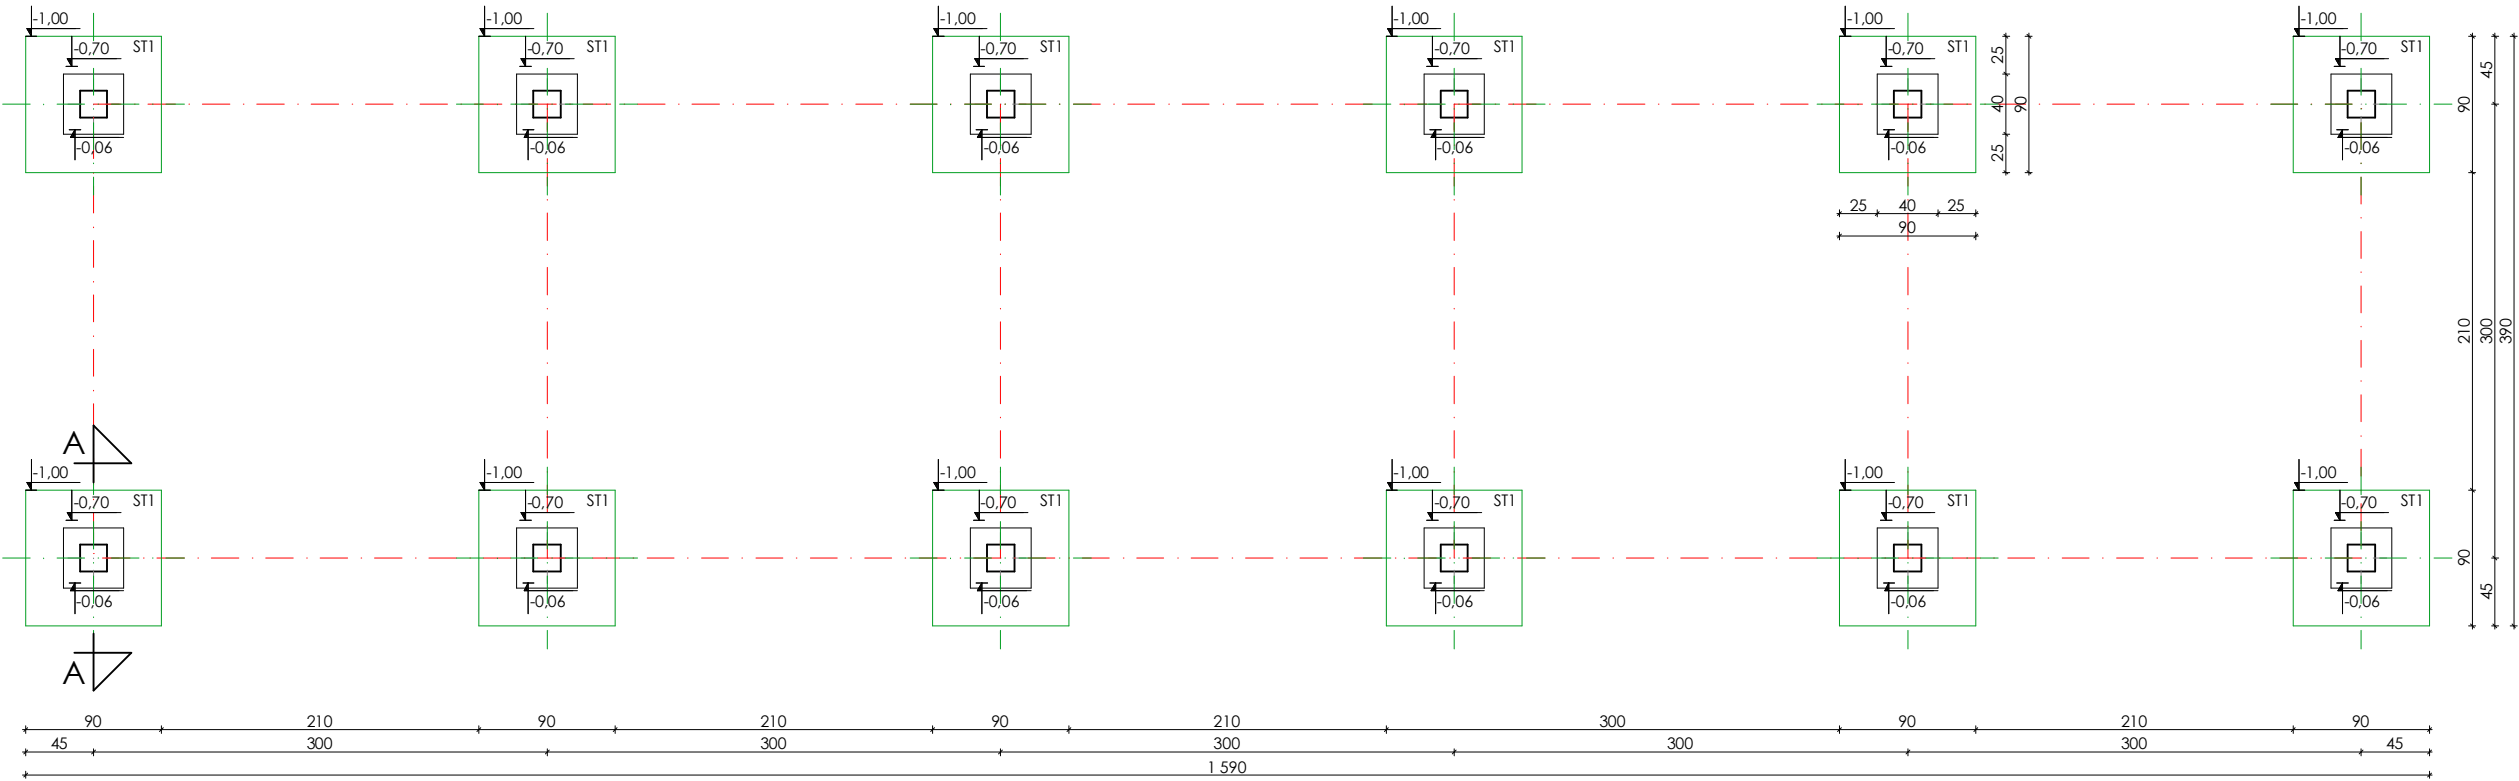 -1,00 -1,00 -1,00 -1,00 -1,00 -1,00
-0,70 ST1 -0,70 ST1 -0,70 ST1 -0,70 ST1 -0,70 ST1 -0,70 ST1
25 40 25
90
45
90
-0,06 -0,06 -0,06 -0,06 -0,06 -0,06
25 40 25
90
210 300 390
A
-1,00 -1,00 -1,00 -1,00 -1,00 -1,00
-0,70 ST1 -0,70 ST1 -0,70 ST1 -0,70 ST1 -0,70 ST1 -0,70 ST1
90
45
-0,06 -0,06 -0,06 -0,06 -0,06 -0,06
A
90 210 90 210 90 210 300 90 210 90
45 300 300 300 300 300 45
1 590